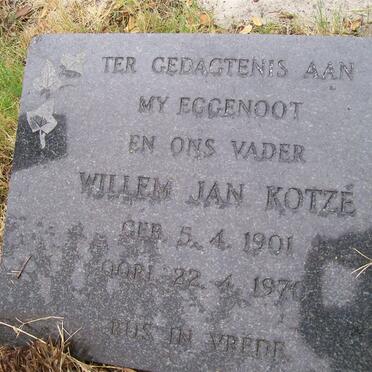 TER GEDAGTENIS AAN
MY EGGENOOT
EN ONS VADER
WILLEM JAN KOTZÉ
GEB. 5. 4. 1901
OORL. 22. 4.
RUS IN VREDE